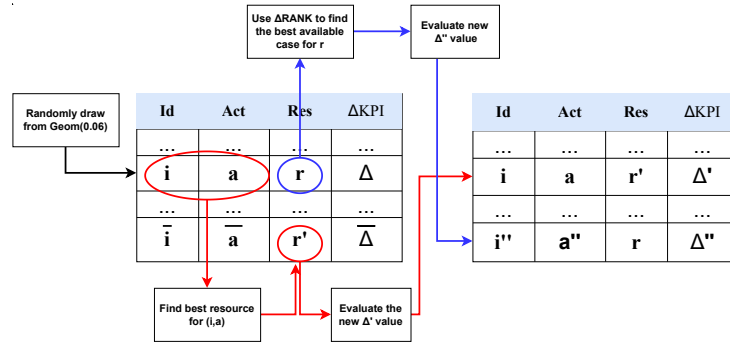 Use ΔRANK to find
the best available
case for r
Evaluate new
Δ'' value
Randomly draw
from Geom(0.06)
Id Act Res ΔKPI
... ... ... ...
i a r Δ
... ... ... ...
i̅ a̅ r' Δ̅
Id Act Res ΔKPI
... ... ... ...
i a r' Δ'
... ... ... ...
i'' a'' r Δ''
Find best resource
for (i,a)
Evaluate the
new Δ' value